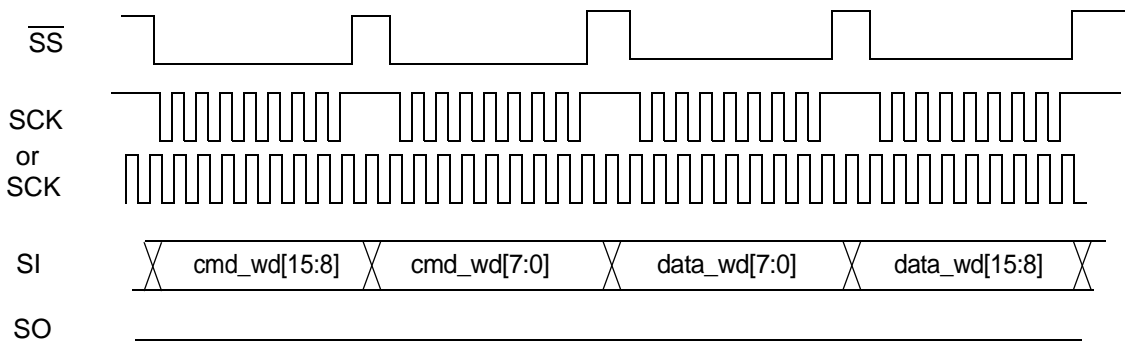 SS
SCK
or
SCK
SI cmd_wd[15:8] cmd_wd[7:0] data_wd[7:0] data_wd[15:8]
SO